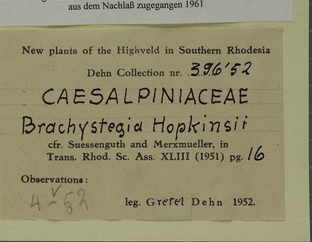 aus dem Nachlaß zugegangen 1961
New plants of the Highveld in Southern Rhodesia
Dehn Collection nr. 396'52
CAESALPINIACEAE
Brachystegia Hopkinsii
cfr. Suessenguth and Merxmueller, in
Trans. Rhod. Sc. Ass. XLIII (1951) pg. 16
Observations:
4-V-52
leg. Gretel Dehn 1952.